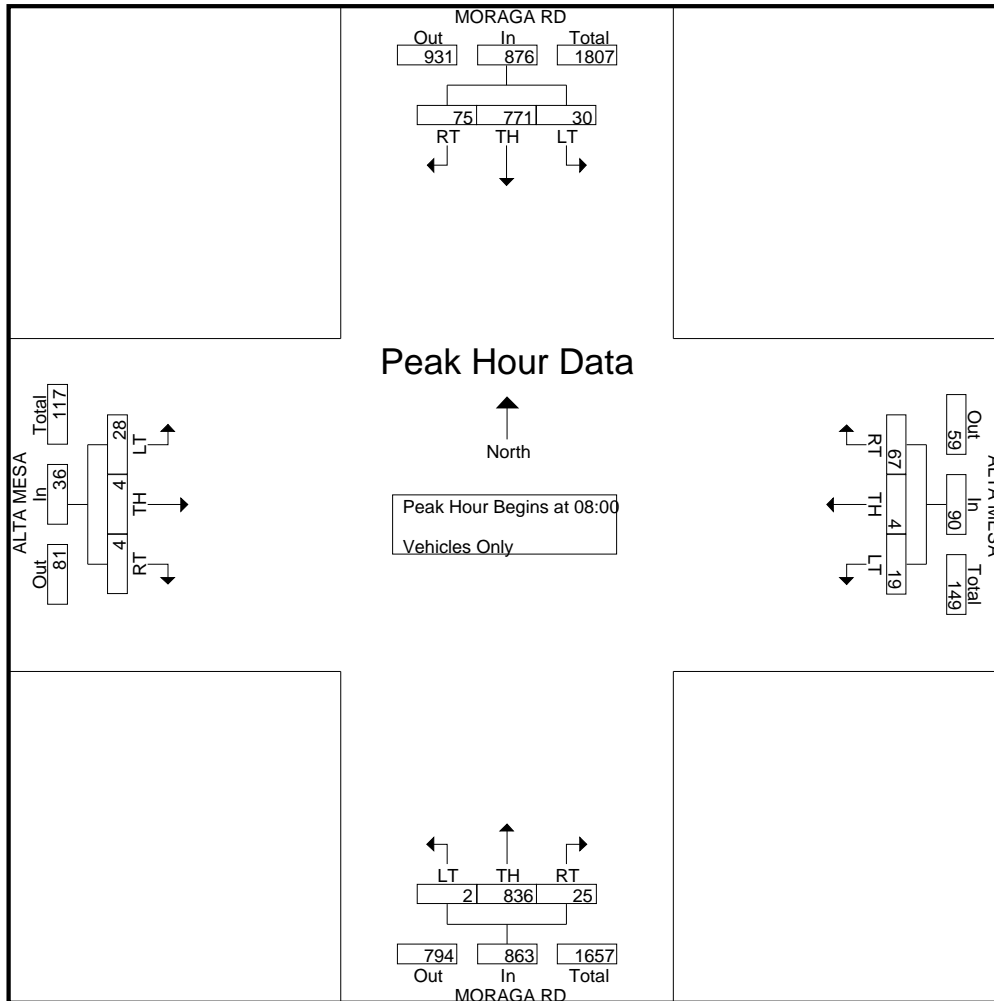 MORAGA RD
Out In Total
931 876 1807
75 771 30
RT TH LT
Peak Hour Data
North
Peak Hour Begins at 08:00
Vehicles Only
ALTA MESA
Total In Out
117 36 81
28 4 4
LT TH RT
ALTA MESA
Out In Total
59 90 149
67 4 19
RT TH LT
LT TH RT
2 836 25
794 863 1657
Out In Total
MORAGA RD